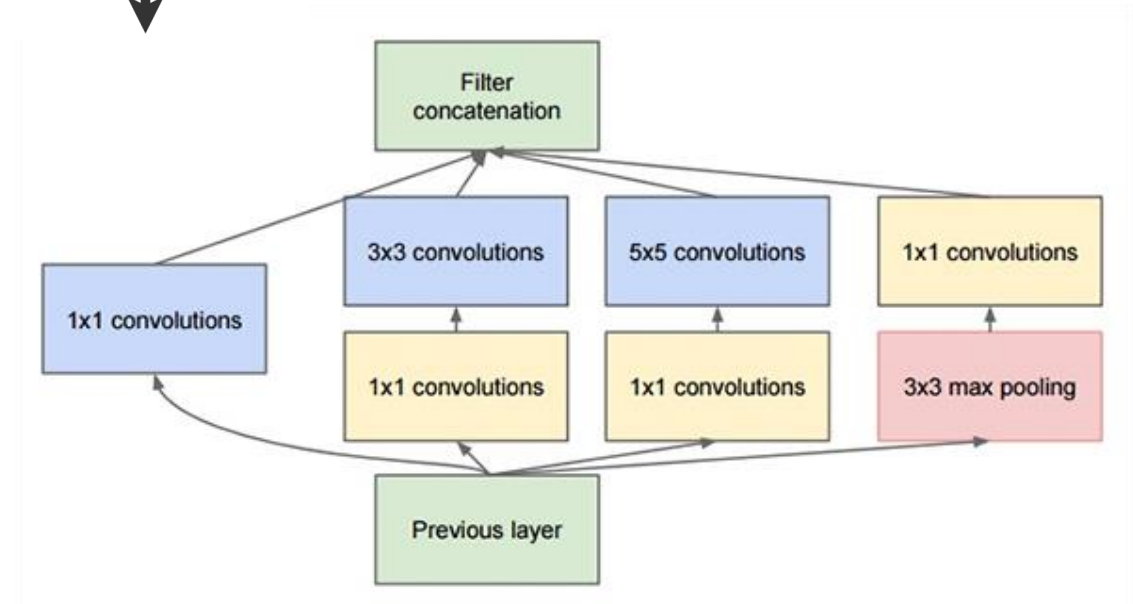 Filter
concatenation
3x3 convolutions
5x5 convolutions
1x1 convolutions
1x1 convolutions
1x1 convolutions
1x1 convolutions
3x3 max pooling
Previous layer